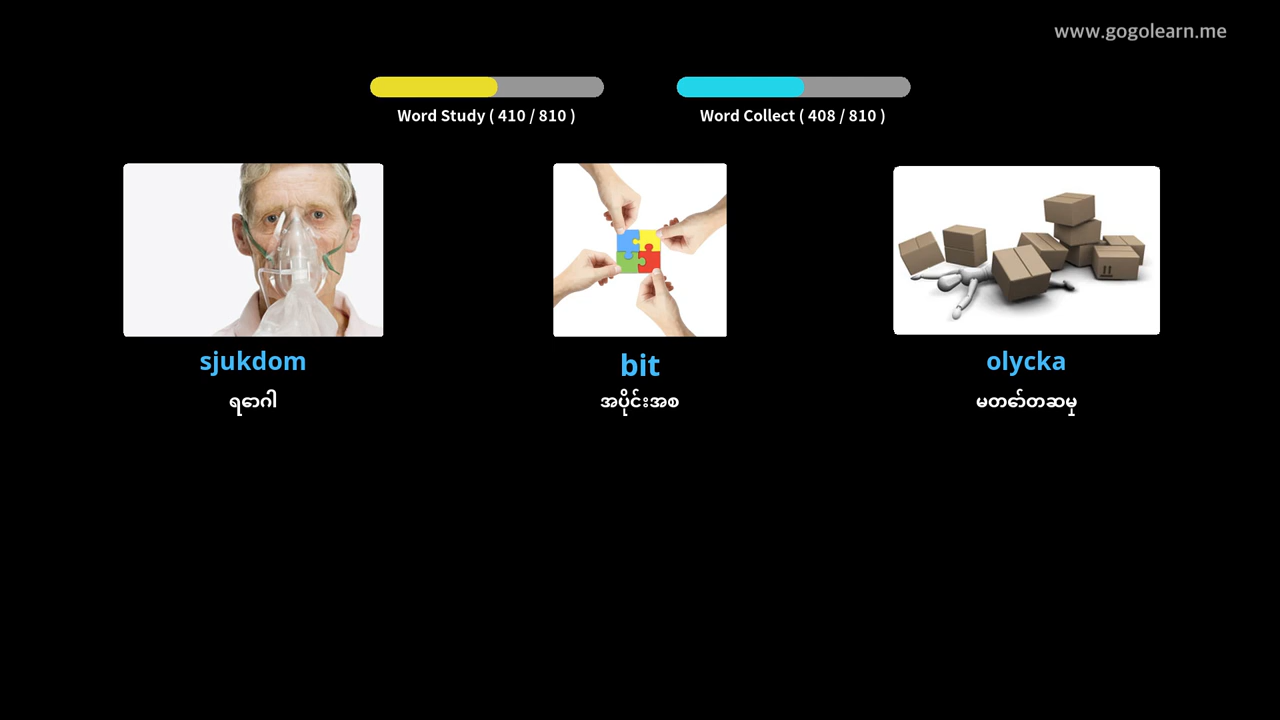 www.gogolearn.me
Word Study ( 410 / 810 )
Word Collect ( 408 / 810 )
sjukdom
ရောဂါ
bit
အပိုင်းအစ
olycka
မတော်တဆမှု